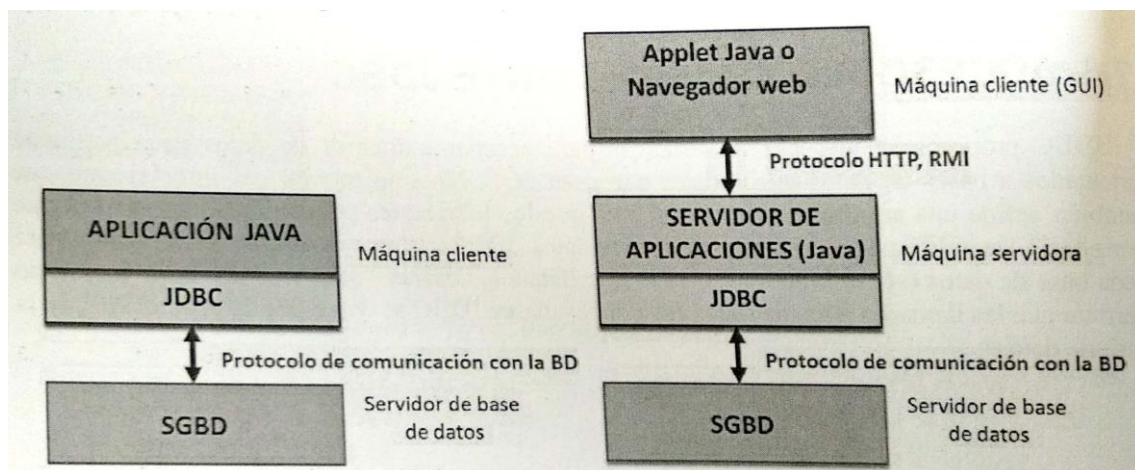 APLICACIÓN JAVA
Máquina cliente
JDBC
Protocolo de comunicación con la BD
SGBD
Servidor de base
de datos
Applet Java o
Navegador web
Máquina cliente (GUI)
Protocolo HTTP, RMI
SERVIDOR DE
APLICACIONES (Java)
Máquina servidora
JDBC
Protocolo de comunicación con la BD
SGBD
Servidor de base
de datos